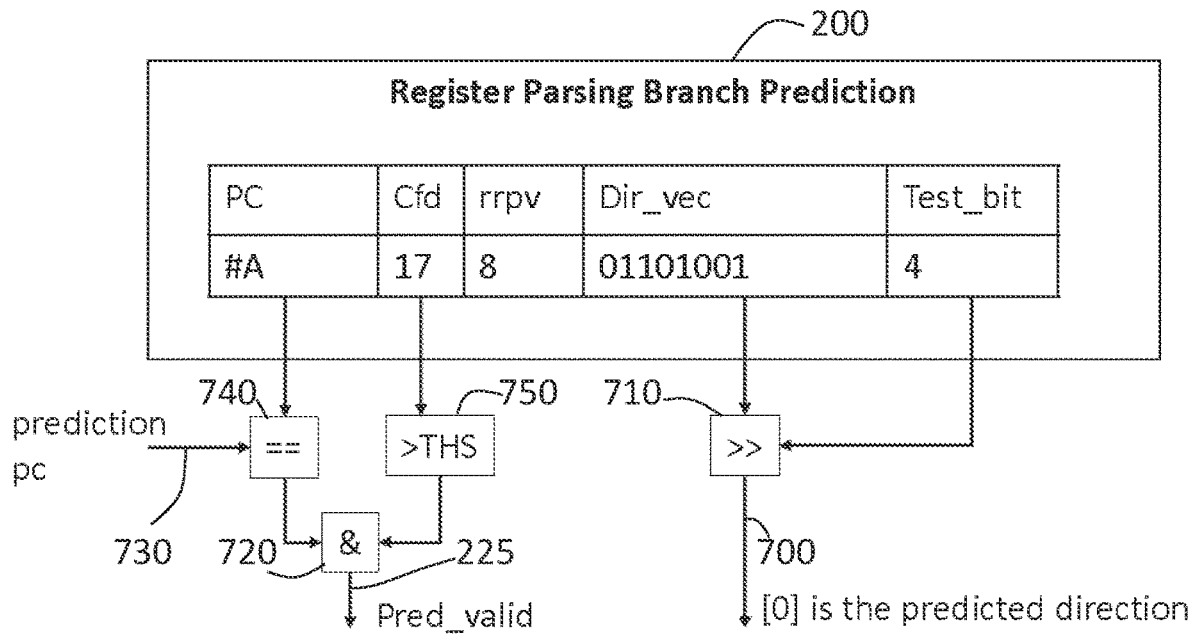 200
Register Parsing Branch Prediction
PC Cfd rrpv Dir_vec Test_bit
#A 17 8 01101001 4
740 750 710
prediction
pc
== >THS >>
730 720 & 225 700
Pred_valid [0] is the predicted direction